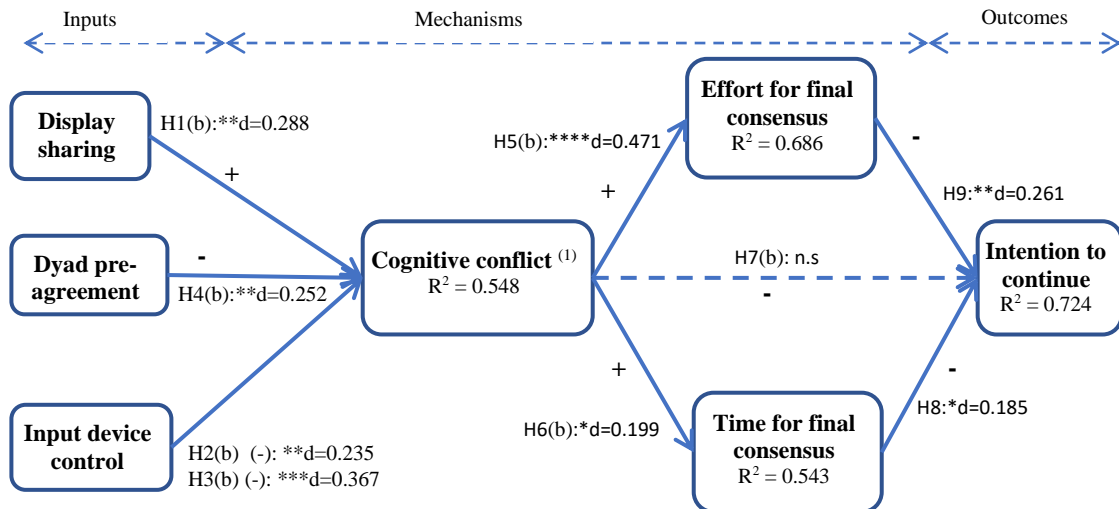 Inputs
Mechanisms
Outcomes
Display
sharing
H1(b):**d=0.288
+
Dyad pre-
agreement
-
H4(b):**d=0.252
Input device
control
H2(b) (-): **d=0.235
H3(b) (-): ***d=0.367
Cognitive conflict (1)
R² = 0.548
H5(b):****d=0.471
+
Effort for final
consensus
R² = 0.686
-
H9:**d=0.261
H7(b): n.s
-
Intention to
continue
R² = 0.724
+
H6(b):*d=0.199
Time for final
consensus
R² = 0.543
-
H8:*d=0.185